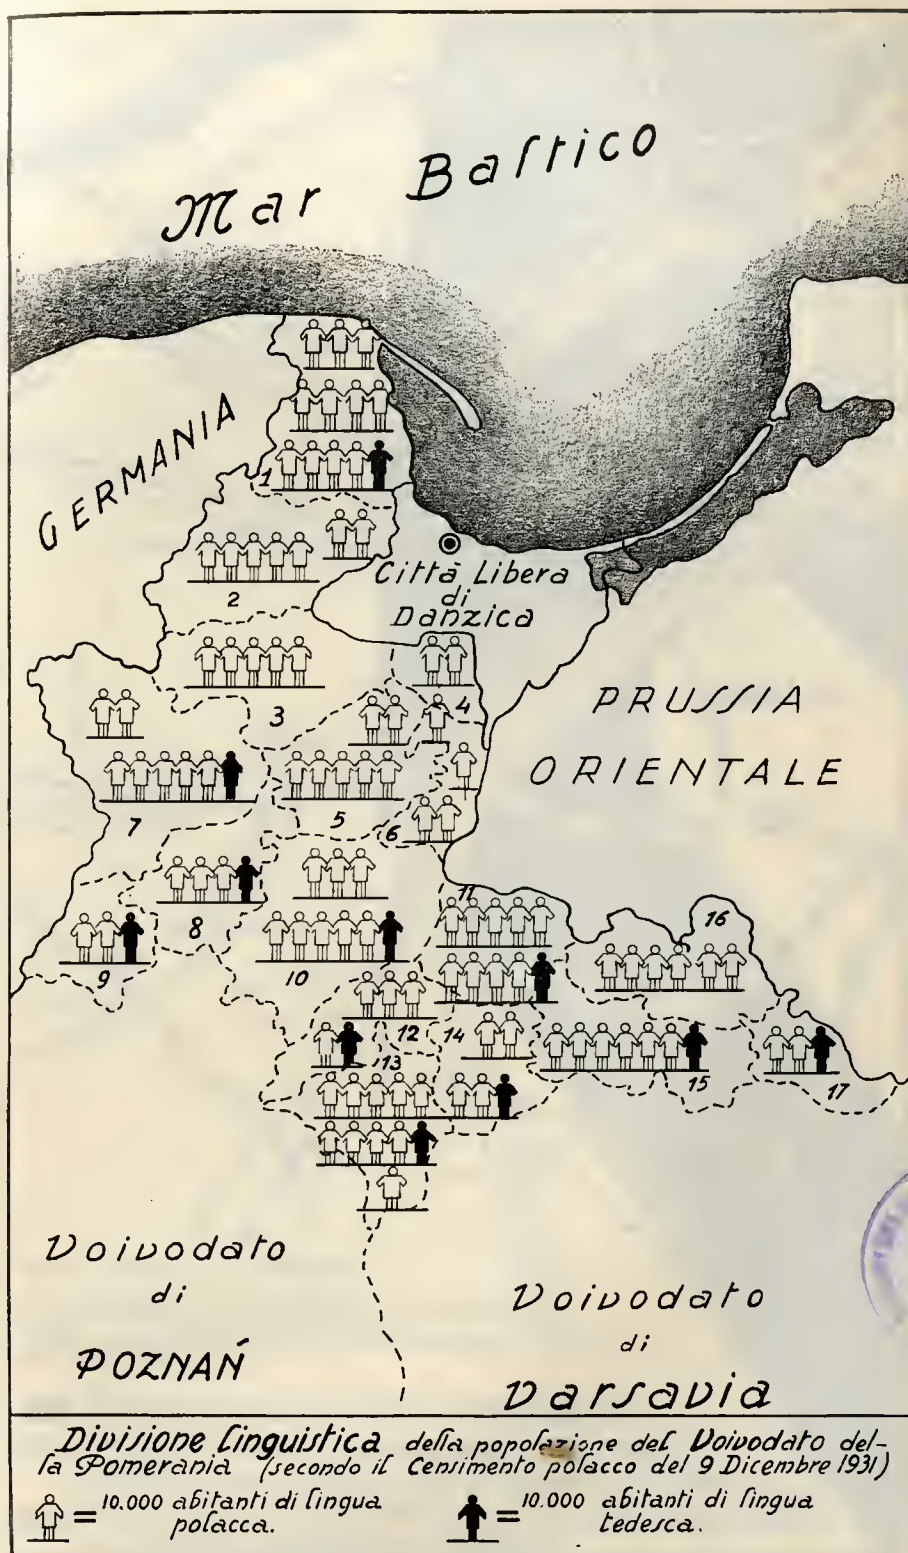 Mar Baltico
GERMANIA
1
2
Città Libera
di
Danzica
3
4
PRUSSIA
ORIENTALE
5
6
7
8
9
10
11
12
13
14
15
16
17
Voivodato
di
POZNAŃ
Voivodato
di
Varsavia
Divisione linguistica della popolazione del Voivodato del-
la Pomerania (secondo il Censimento polacco del 9 Dicembre 1931)
= 10.000 abitanti di lingua
polacca.
= 10.000 abitanti di lingua
tedesca.